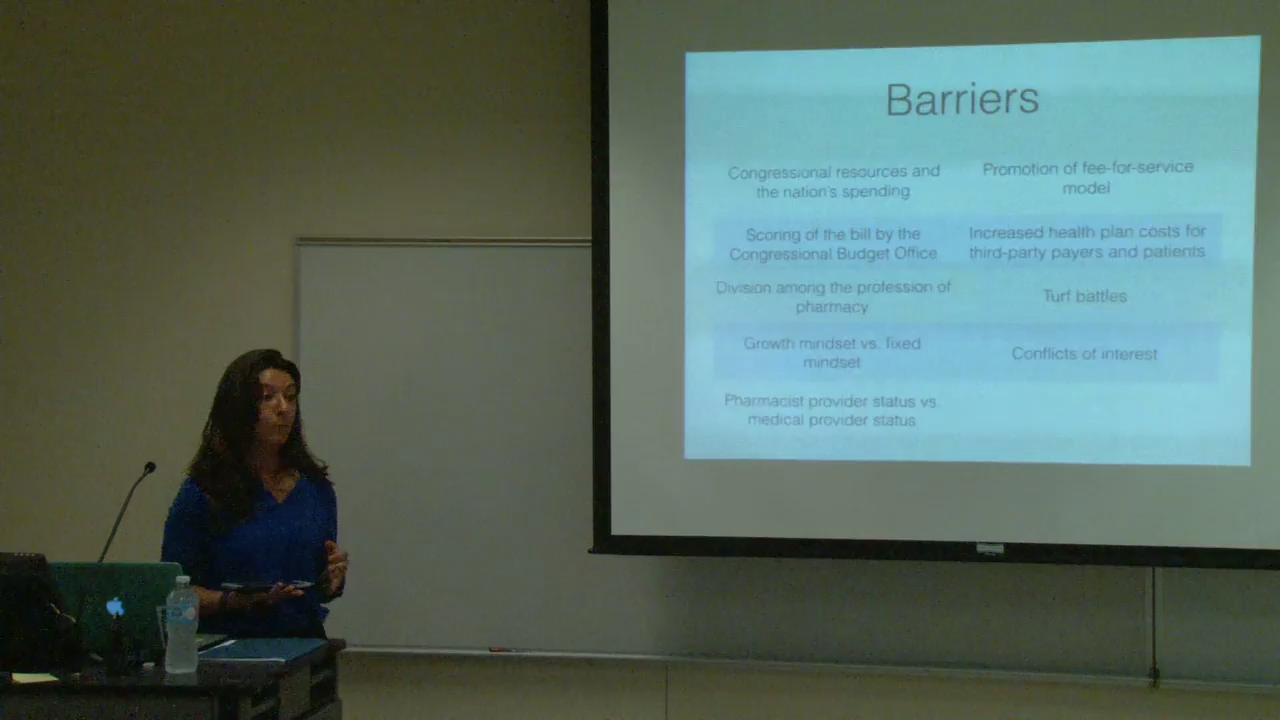 Barriers
Congressional resources and
the nation's spending
Promotion of fee-for-service
model
Scoring of the bill by the
Congressional Budget Office
Increased health plan costs for
third-party payers and patients
Division among the profession of
pharmacy
Turf battles
Growth mindset vs. fixed
mindset
Conflicts of interest
Pharmacist provider status vs.
medical provider status